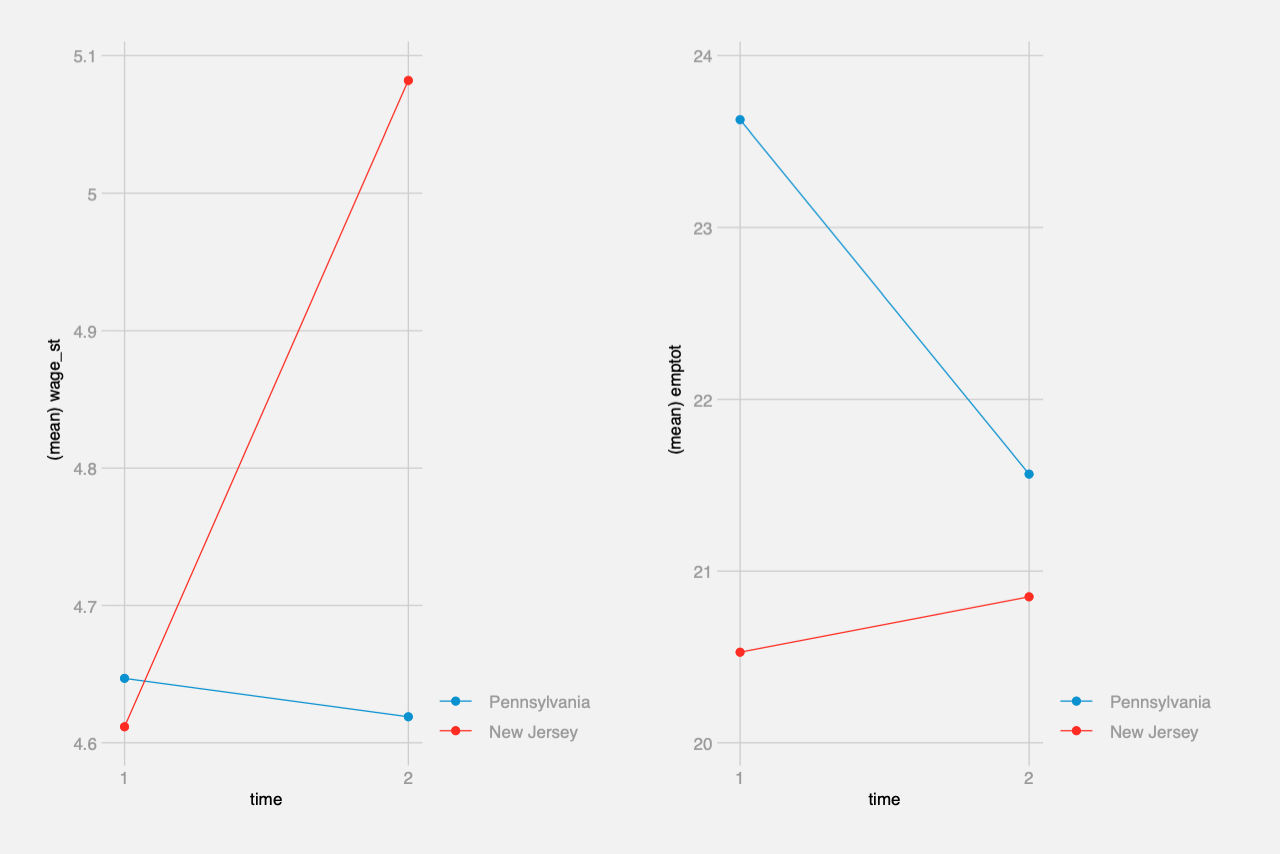 (mean) wage_st
5.1
5
4.9
4.8
4.7
4.6
1
2
time
Pennsylvania
New Jersey
(mean) emptot
24
23
22
21
20
1
2
time
Pennsylvania
New Jersey